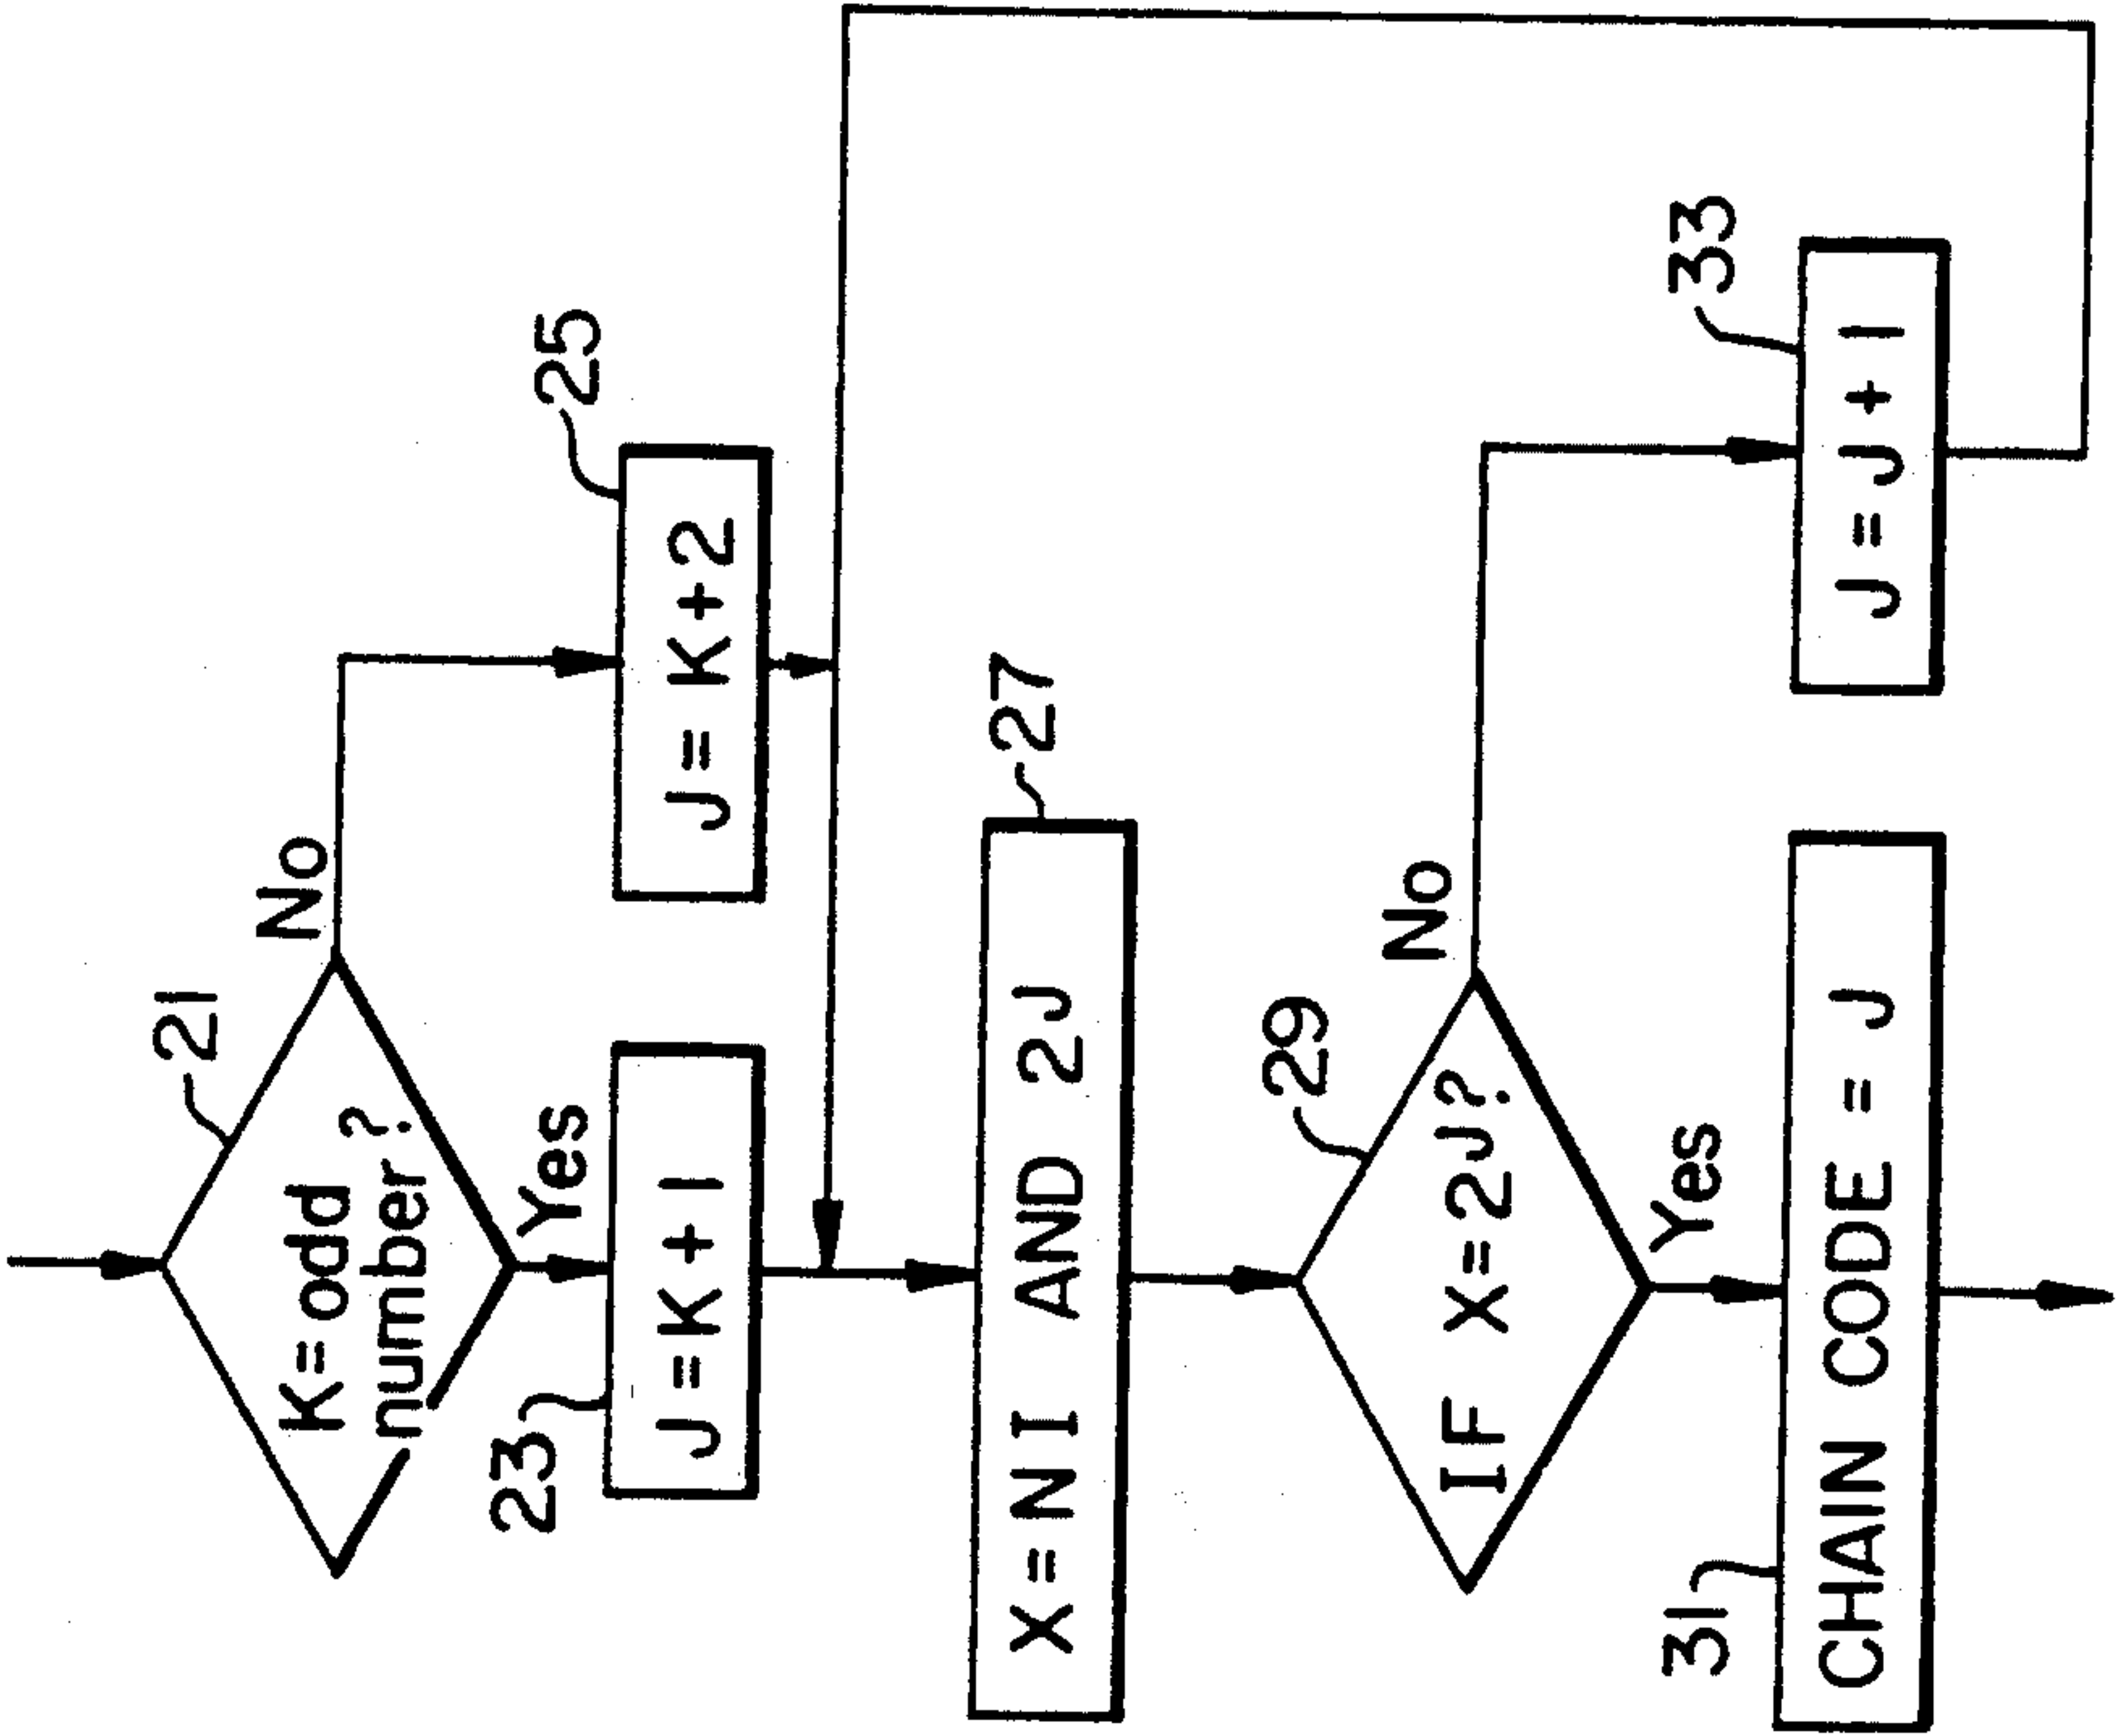 21
K=odd
number?
No
Yes
23
J=K+1
25
J=K+2
27
X=NI AND 2J
29
IF X=2J?
No
Yes
31
CHAIN CODE = J
33
J=J+1